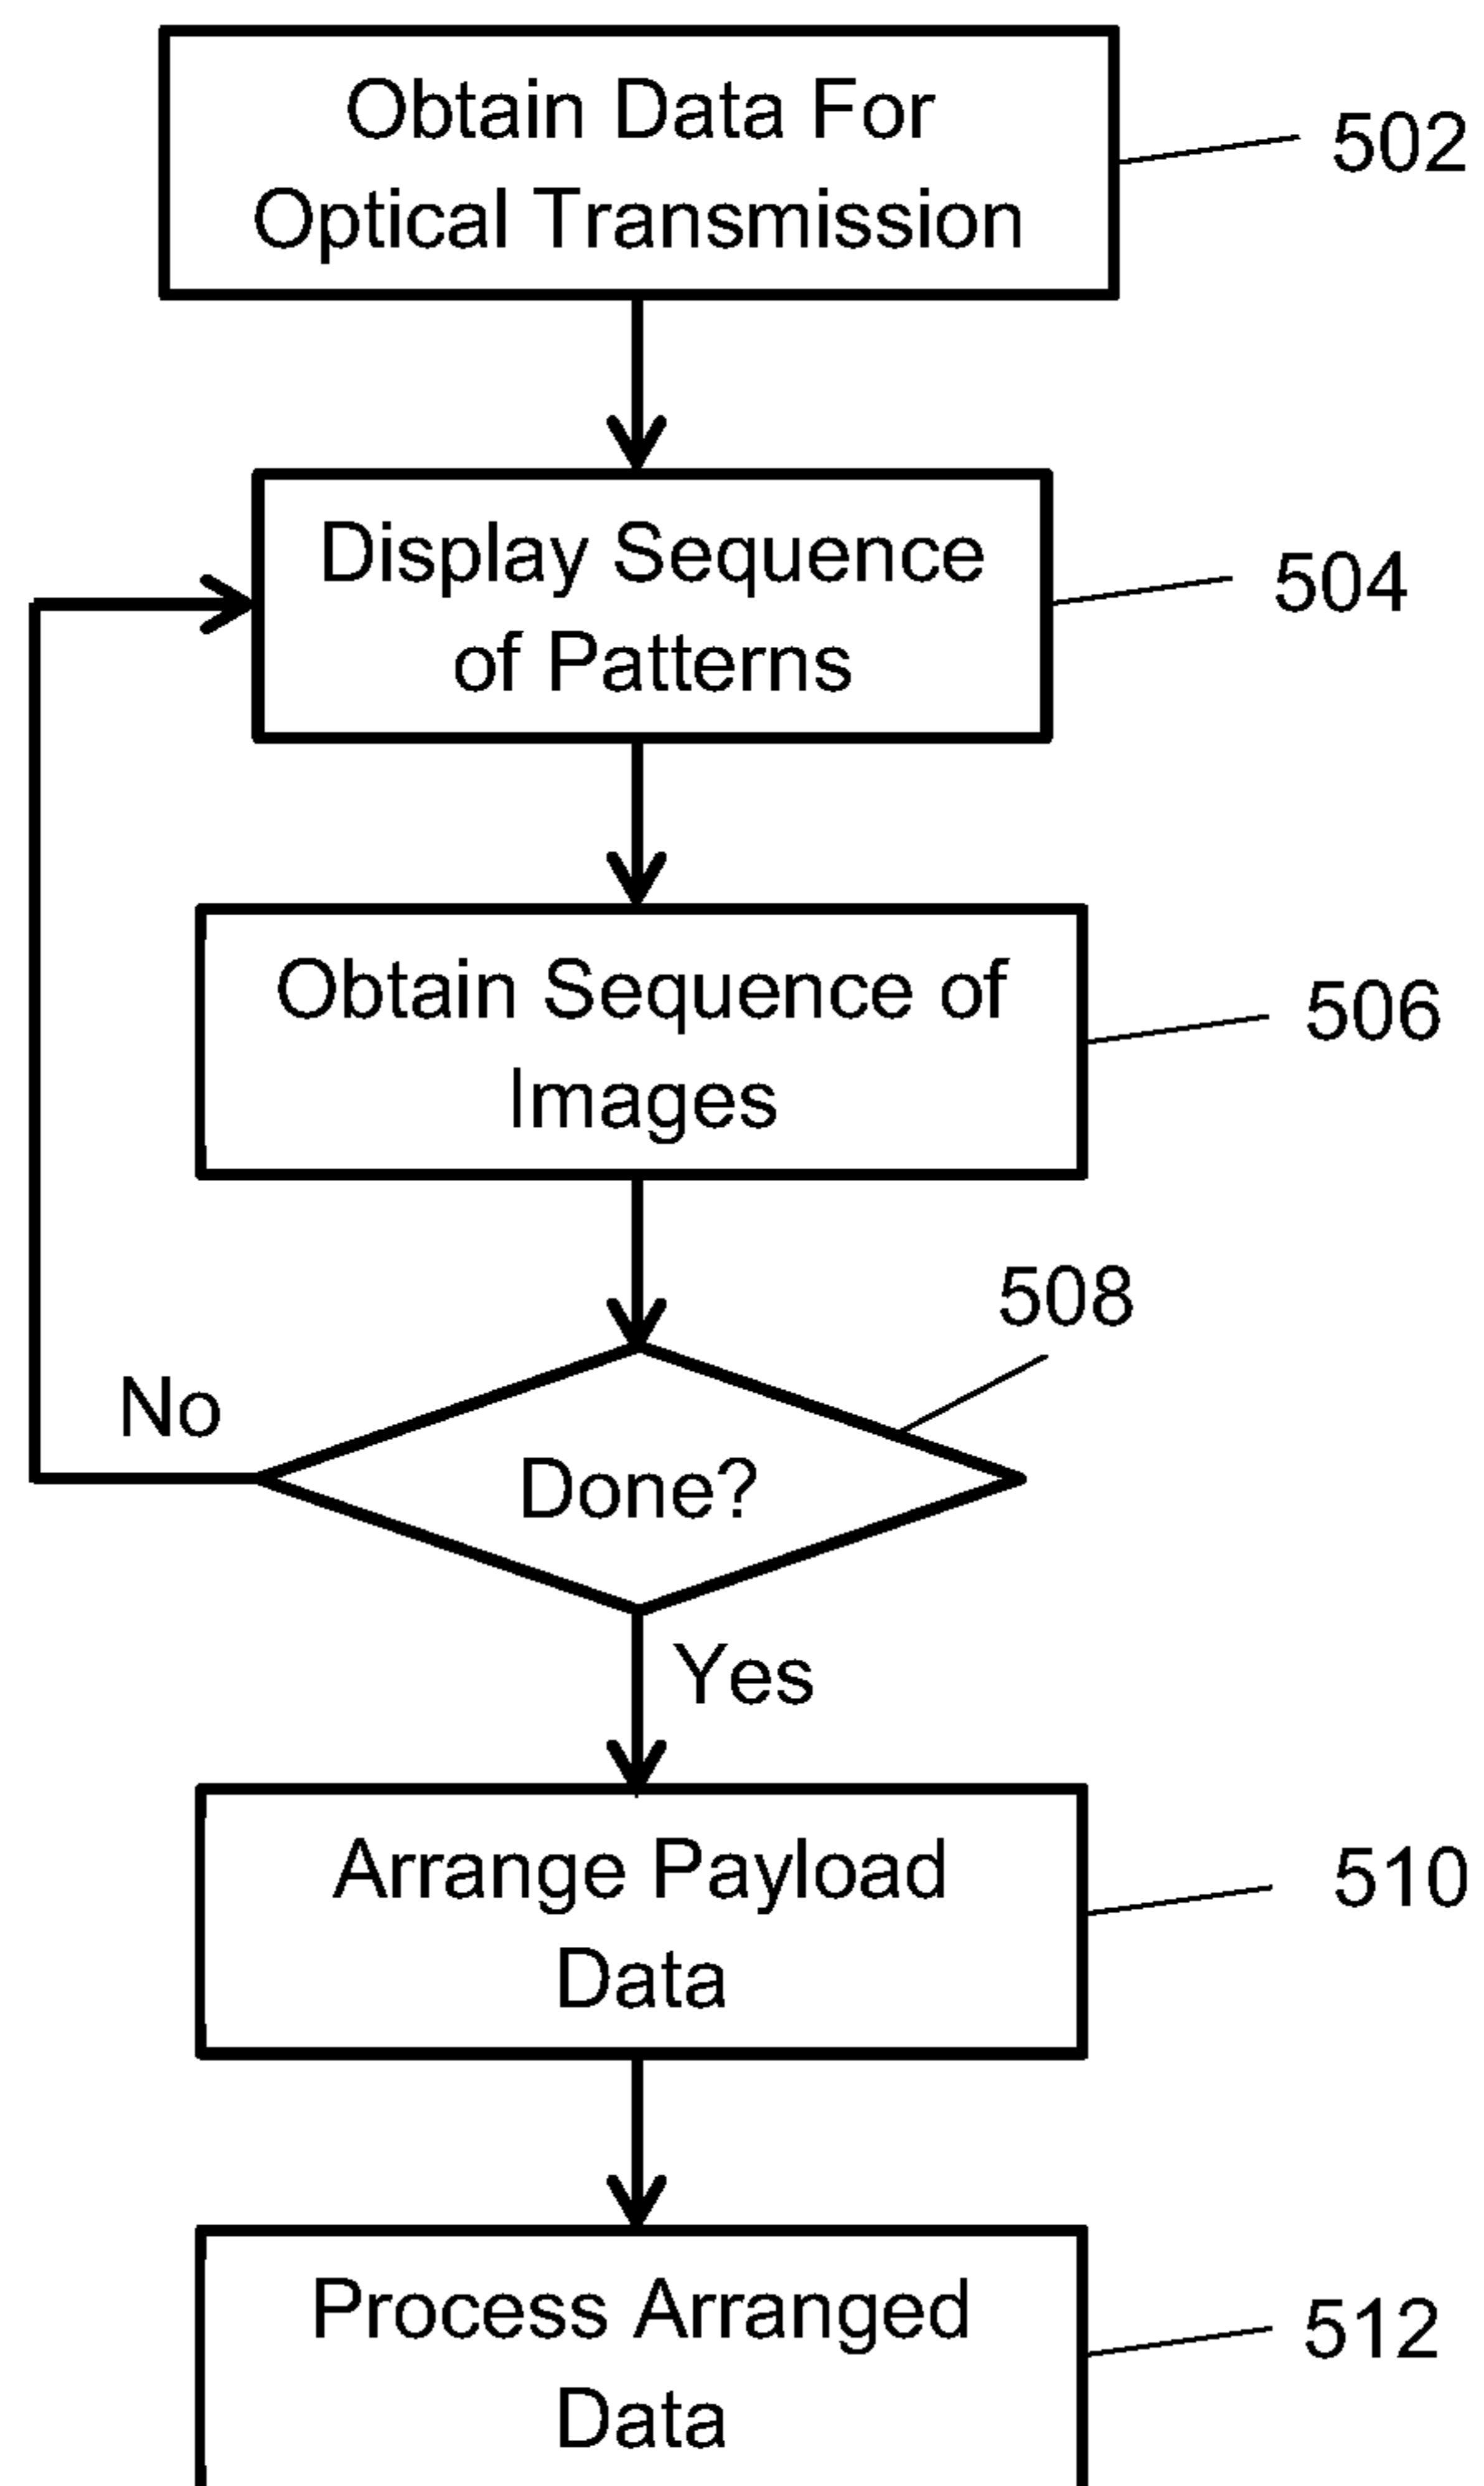 Obtain Data For
Optical Transmission
502
Display Sequence
of Patterns
504
Obtain Sequence of
Images
506
508
No
Done?
Yes
Arrange Payload
Data
510
Process Arranged
Data
512